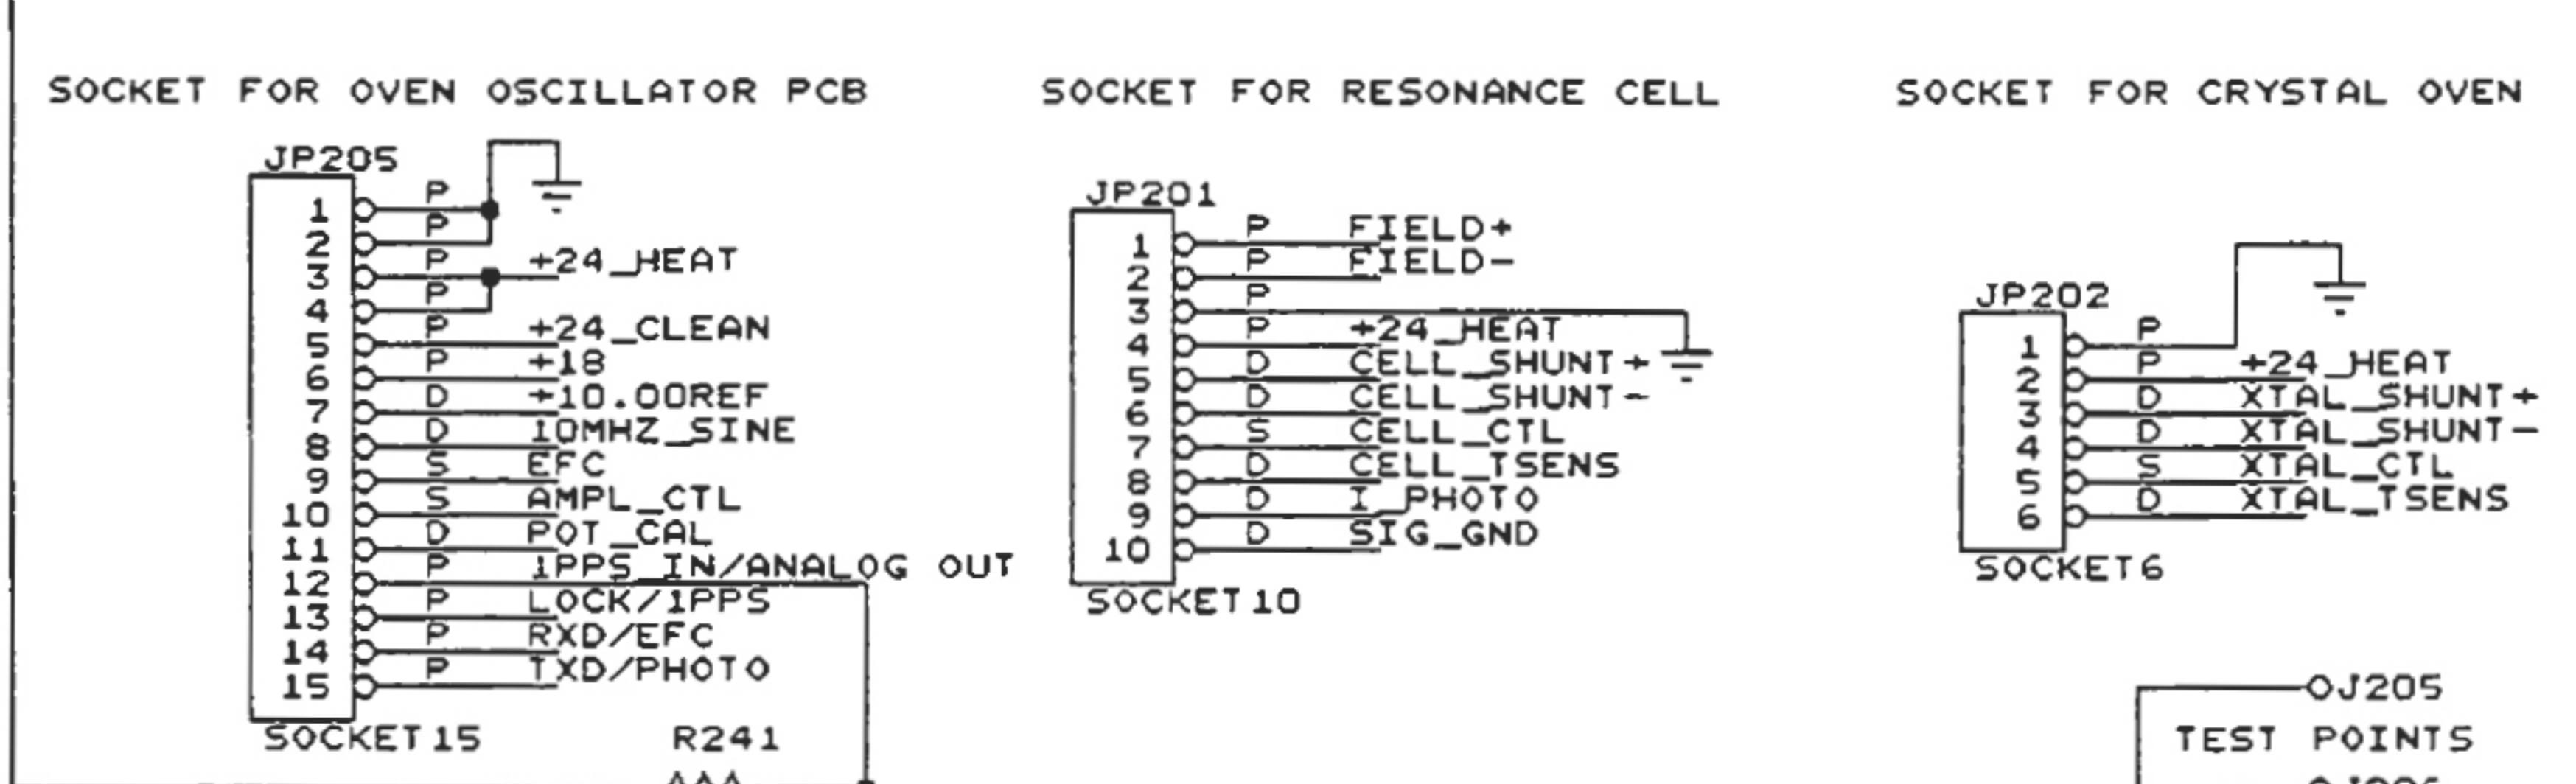 SOCKET FOR OVEN OSCILLATOR PCB
JP205
1 P
2 P
3 P +24_HEAT
4 P
5 P +24_CLEAN
6 P +18
7 D +10.00REF
8 D 10MHZ_SINE
9 S EFC
10 S AMPL_CTL
11 D POT_CAL
12 P 1PPS_IN/ANALOG OUT
13 P LOCK/1PPS
14 P RXD/EFC
15 P TXD/PHOTO
SOCKET15
R241
SOCKET FOR RESONANCE CELL
JP201
1 P FIELD+
2 P FIELD-
3 P
4 P +24_HEAT
5 D CELL_SHUNT+
6 D CELL_SHUNT-
7 S CELL_CTL
8 D CELL_TSENS
9 D I_PHOTO
10 D SIG_GND
SOCKET10
SOCKET FOR CRYSTAL OVEN
JP202
1 P
2 P +24_HEAT
3 D XTAL_SHUNT+
4 D XTAL_SHUNT-
5 S XTAL_CTL
6 D XTAL_TSENS
SOCKET6
J205
TEST POINTS